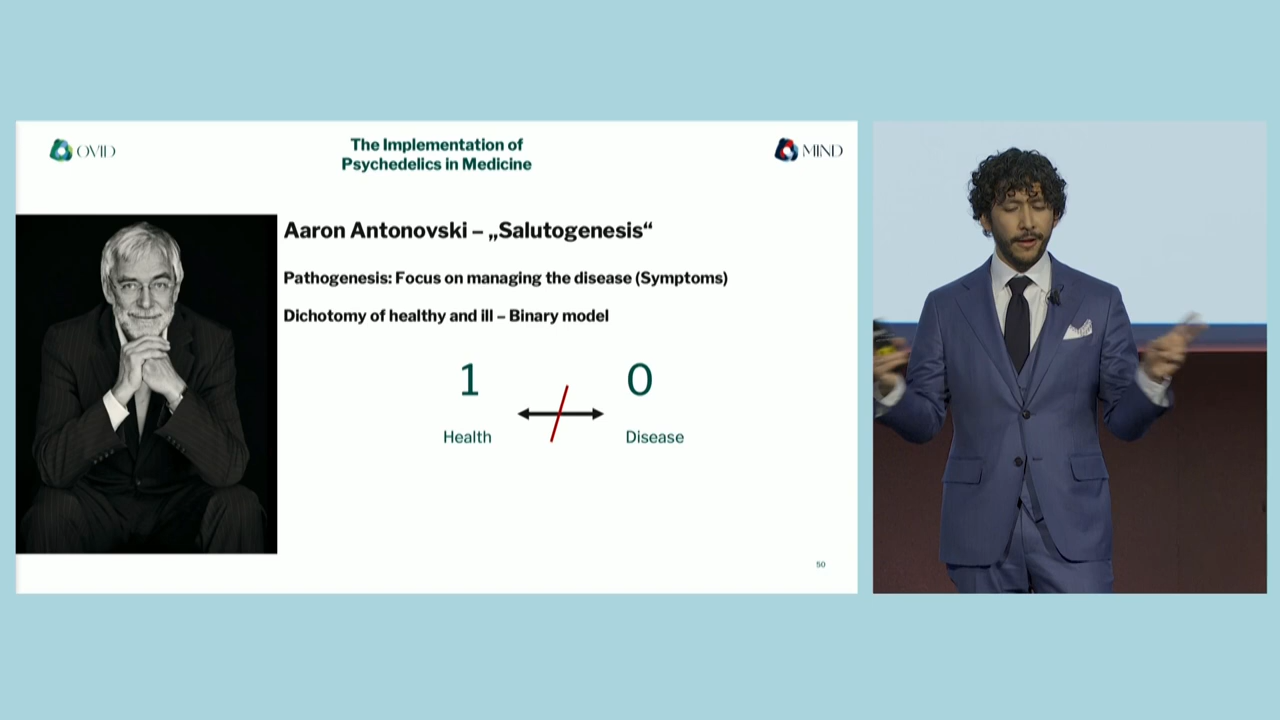 OVID
The Implementation of
Psychedelics in Medicine
MIND
Aaron Antonovski – „Salutogenesis“
Pathogenesis: Focus on managing the disease (Symptoms)
Dichotomy of healthy and ill – Binary model
1 0
Health Disease
50